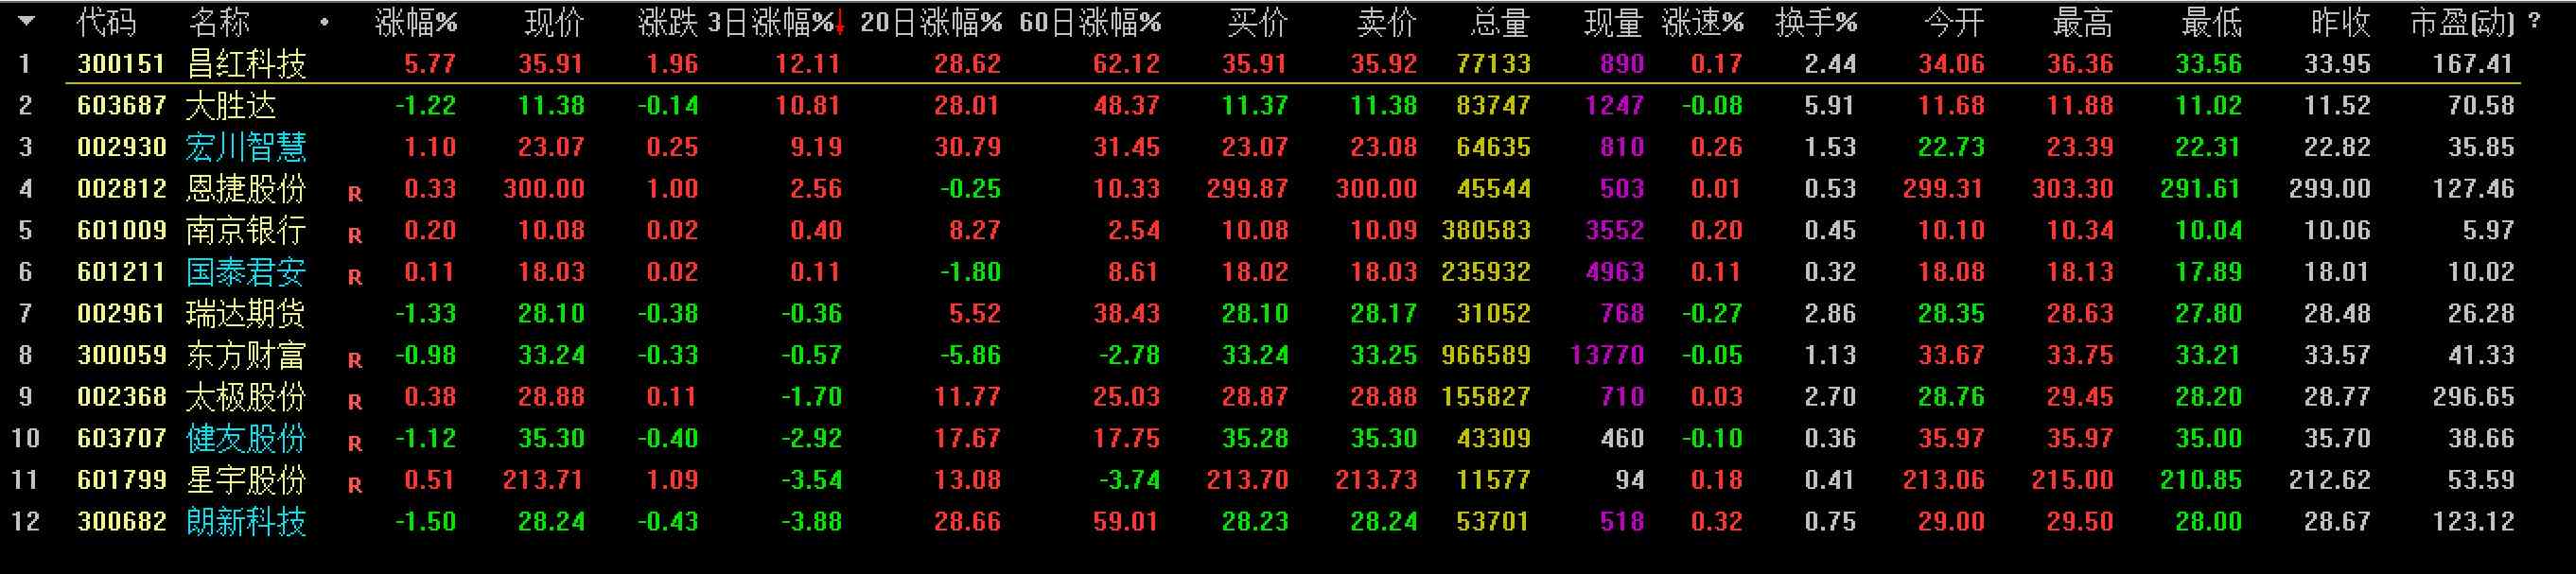 代码 名称 • 涨幅% 现价 涨跌 3日涨幅%↓ 20日涨幅% 60日涨幅% 买价 卖价 总量 现量 涨速% 换手% 今开 最高 最低 昨收 市盈(动) ?
1 300151 昌红科技 5.77 35.91 1.96 12.11 28.62 62.12 35.91 35.92 77133 890 0.17 2.44 34.06 36.36 33.56 33.95 167.41
2 603687 大胜达 -1.22 11.38 -0.14 10.81 28.01 48.37 11.37 11.38 83747 1247 -0.08 5.91 11.68 11.88 11.02 11.52 70.58
3 002930 宏川智慧 1.10 23.07 0.25 9.19 30.79 31.45 23.07 23.08 64635 810 0.26 1.53 22.73 23.39 22.31 22.82 35.85
4 002812 恩捷股份 R 0.33 300.00 1.00 2.56 -0.25 10.33 299.87 300.00 45544 503 0.01 0.53 299.31 303.30 291.61 299.00 127.46
5 601009 南京银行 R 0.20 10.08 0.02 0.40 8.27 2.54 10.08 10.09 380583 3552 0.20 0.45 10.10 10.34 10.04 10.06 5.97
6 601211 国泰君安 R 0.11 18.03 0.02 0.11 -1.80 8.61 18.02 18.03 235932 4963 0.11 0.32 18.08 18.13 17.89 18.01 10.02
7 002961 瑞达期货 -1.33 28.10 -0.38 -0.36 5.52 38.43 28.10 28.17 31052 768 -0.27 2.86 28.35 28.63 27.80 28.48 26.28
8 300059 东方财富 R -0.98 33.24 -0.33 -0.57 -5.86 -2.78 33.24 33.25 966589 13770 -0.05 1.13 33.67 33.75 33.21 33.57 41.33
9 002368 太极股份 R 0.38 28.88 0.11 -1.70 11.77 25.03 28.87 28.88 155827 710 0.03 2.70 28.76 29.45 28.20 28.77 296.65
10 603707 健友股份 R -1.12 35.30 -0.40 -2.92 17.67 17.75 35.28 35.30 43309 460 -0.10 0.36 35.97 35.97 35.00 35.70 38.66
11 601799 星宇股份 R 0.51 213.71 1.09 -3.54 13.08 -3.74 213.70 213.73 11577 94 0.18 0.41 213.06 215.00 210.85 212.62 53.59
12 300682 朗新科技 -1.50 28.24 -0.43 -3.88 28.66 59.01 28.23 28.24 53701 518 0.32 0.75 29.00 29.50 28.00 28.67 123.12